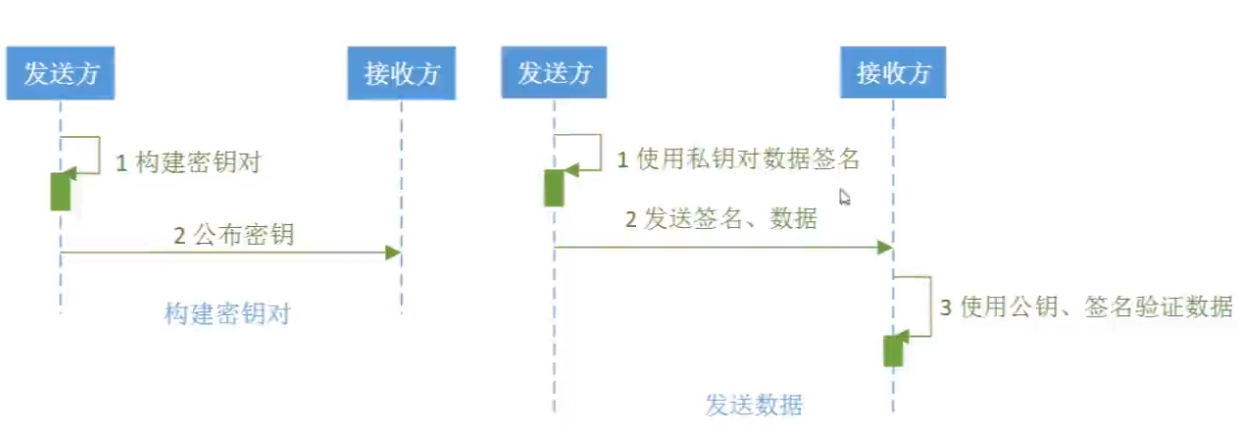 发送方
接收方
1 构建密钥对
2 公布密钥
构建密钥对
发送方
接收方
1 使用私钥对数据签名
2 发送签名、数据
3 使用公钥、签名验证数据
发送数据